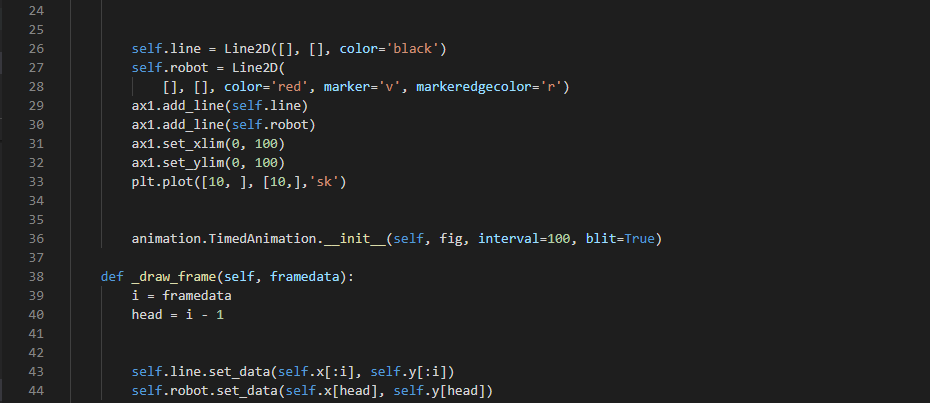 24
25
26 self.line = Line2D([], [], color='black')
27 self.robot = Line2D(
28 [], [], color='red', marker='v', markeredgecolor='r')
29 ax1.add_line(self.line)
30 ax1.add_line(self.robot)
31 ax1.set_xlim(0, 100)
32 ax1.set_ylim(0, 100)
33 plt.plot([10, ], [10,],'sk')
34
35
36 animation.TimedAnimation.__init__(self, fig, interval=100, blit=True)
37
38 def _draw_frame(self, framedata):
39 i = framedata
40 head = i - 1
41
42
43 self.line.set_data(self.x[:i], self.y[:i])
44 self.robot.set_data(self.x[head], self.y[head])